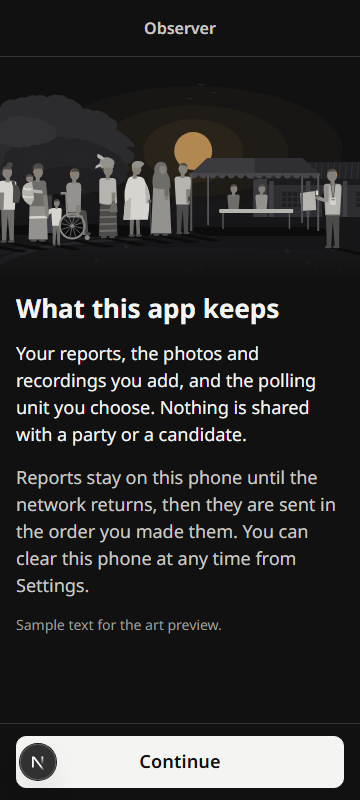 Observer
What this app keeps
Your reports, the photos and
recordings you add, and the polling
unit you choose. Nothing is shared
with a party or a candidate.
Reports stay on this phone until the
network returns, then they are sent in
the order you made them. You can
clear this phone at any time from
Settings.
Sample text for the art preview.
N
Continue